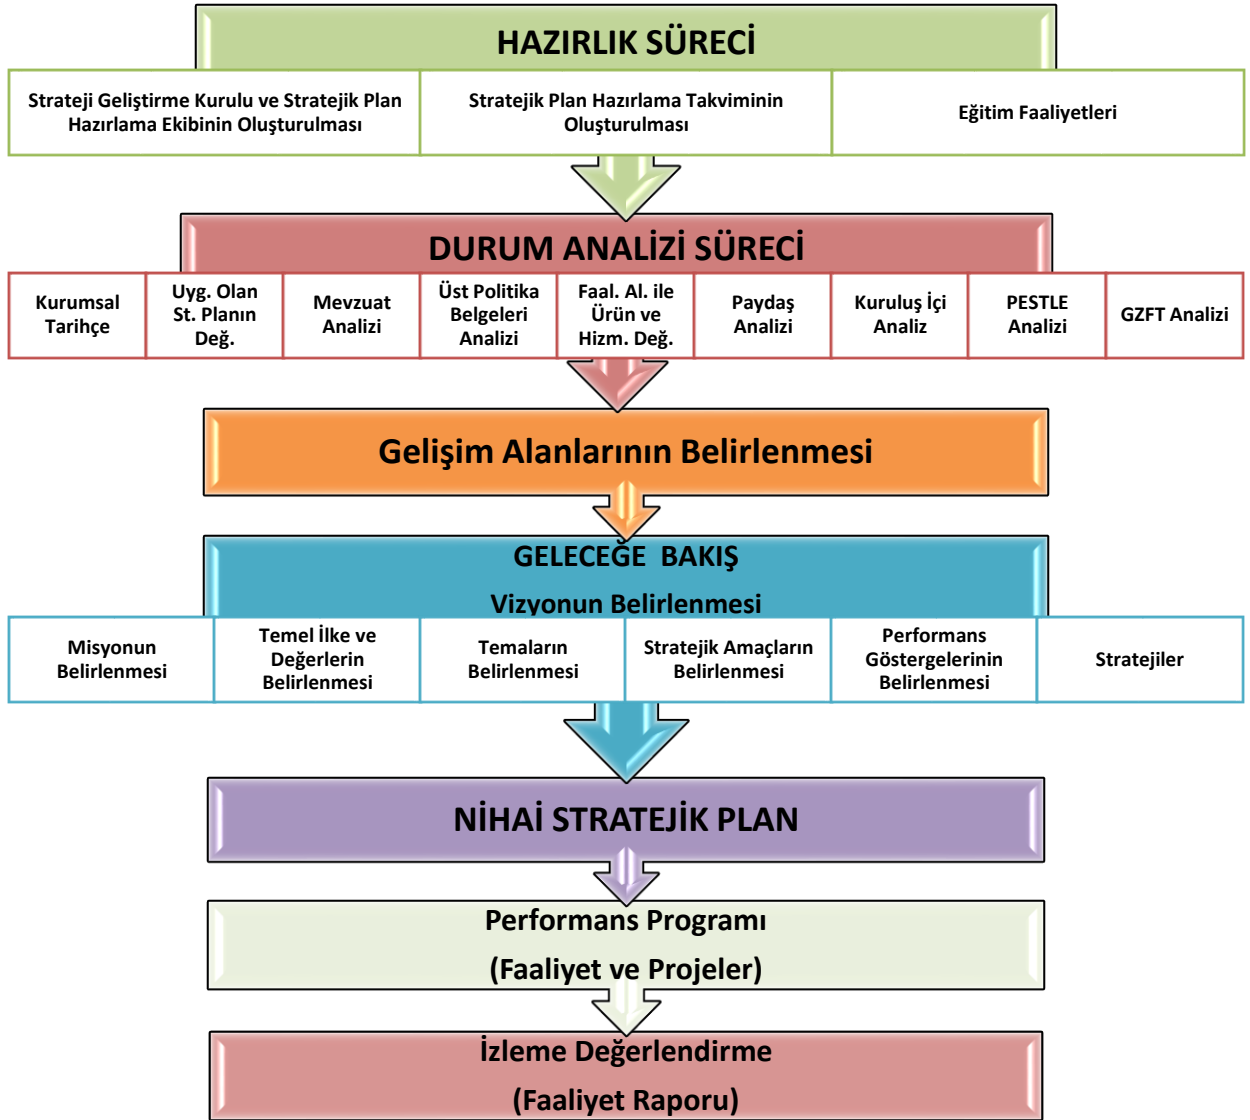 HAZIRLIK SÜRECİ
Strateji Geliştirme Kurulu ve Stratejik Plan
Hazırlama Ekibinin Oluşturulması
Stratejik Plan Hazırlama Takviminin
Oluşturulması
Eğitim Faaliyetleri
DURUM ANALİZİ SÜRECİ
Kurumsal
Tarihçe
Uyg. Olan
St. Planın
Değ.
Mevzuat
Analizi
Üst Politika
Belgeleri
Analizi
Faal. Al. ile
Ürün ve
Hizm. Değ.
Paydaş
Analizi
Kuruluş İçi
Analiz
PESTLE
Analizi
GZFT Analizi
Gelişim Alanlarının Belirlenmesi
GELECEĞE BAKIŞ
Vizyonun Belirlenmesi
Misyonun
Belirlenmesi
Temel İlke ve
Değerlerin
Belirlenmesi
Temaların
Belirlenmesi
Stratejik Amaçların
Belirlenmesi
Performans
Göstergelerinin
Belirlenmesi
Stratejiler
NİHAİ STRATEJİK PLAN
Performans Programı
(Faaliyet ve Projeler)
İzleme Değerlendirme
(Faaliyet Raporu)